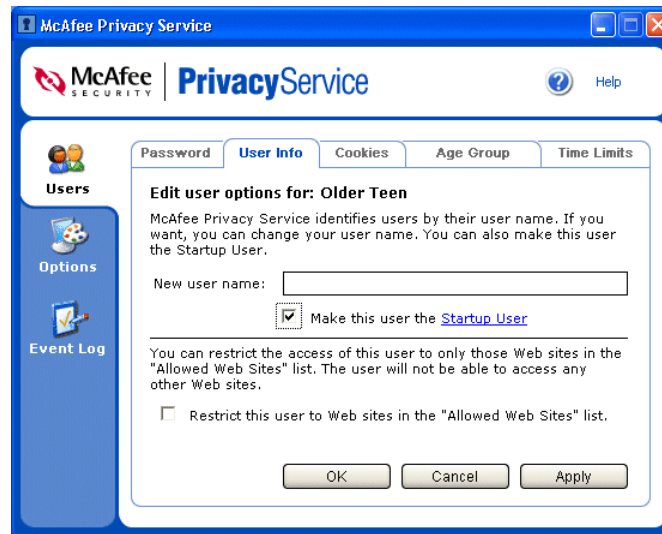 McAfee Privacy Service
McAfee
SECURITY
PrivacyService
Help
Users
Options
Event Log
Password
User Info
Cookies
Age Group
Time Limits
Edit user options for: Older Teen
McAfee Privacy Service identifies users by their user name. If you
want, you can change your user name. You can also make this user
the Startup User.
New user name:
Make this user the Startup User
You can restrict the access of this user to only those Web sites in the
"Allowed Web Sites" list. The user will not be able to access any
other Web sites.
Restrict this user to Web sites in the "Allowed Web Sites" list.
OK
Cancel
Apply